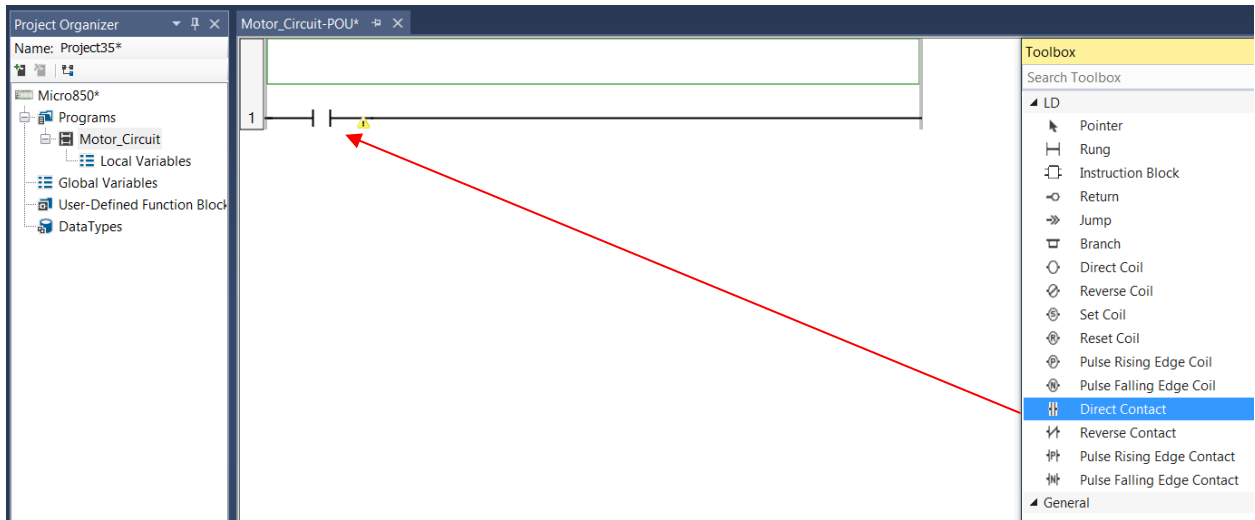 Project Organizer
Name: Project35*
Micro850*
Programs
Motor_Circuit
Local Variables
Global Variables
User-Defined Function Block
DataTypes
Motor_Circuit-POU*
1
Toolbox
Search Toolbox
LD
Pointer
Rung
Instruction Block
Return
Jump
Branch
Direct Coil
Reverse Coil
Set Coil
Reset Coil
Pulse Rising Edge Coil
Pulse Falling Edge Coil
Direct Contact
Reverse Contact
Pulse Rising Edge Contact
Pulse Falling Edge Contact
General